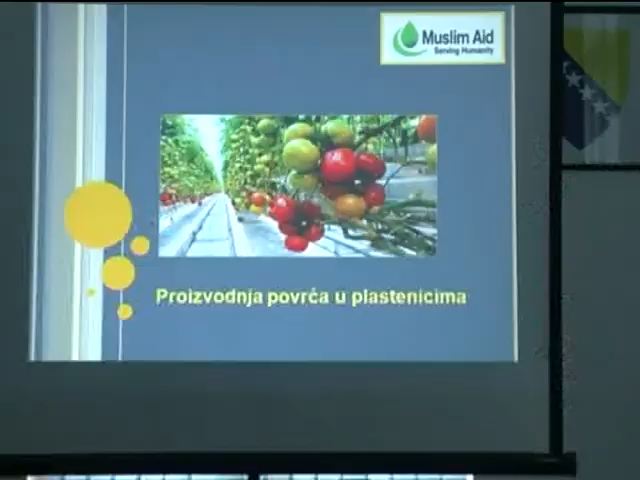 Muslim Aid
Serving Humanity
Proizvodnja povrća u plastenicima